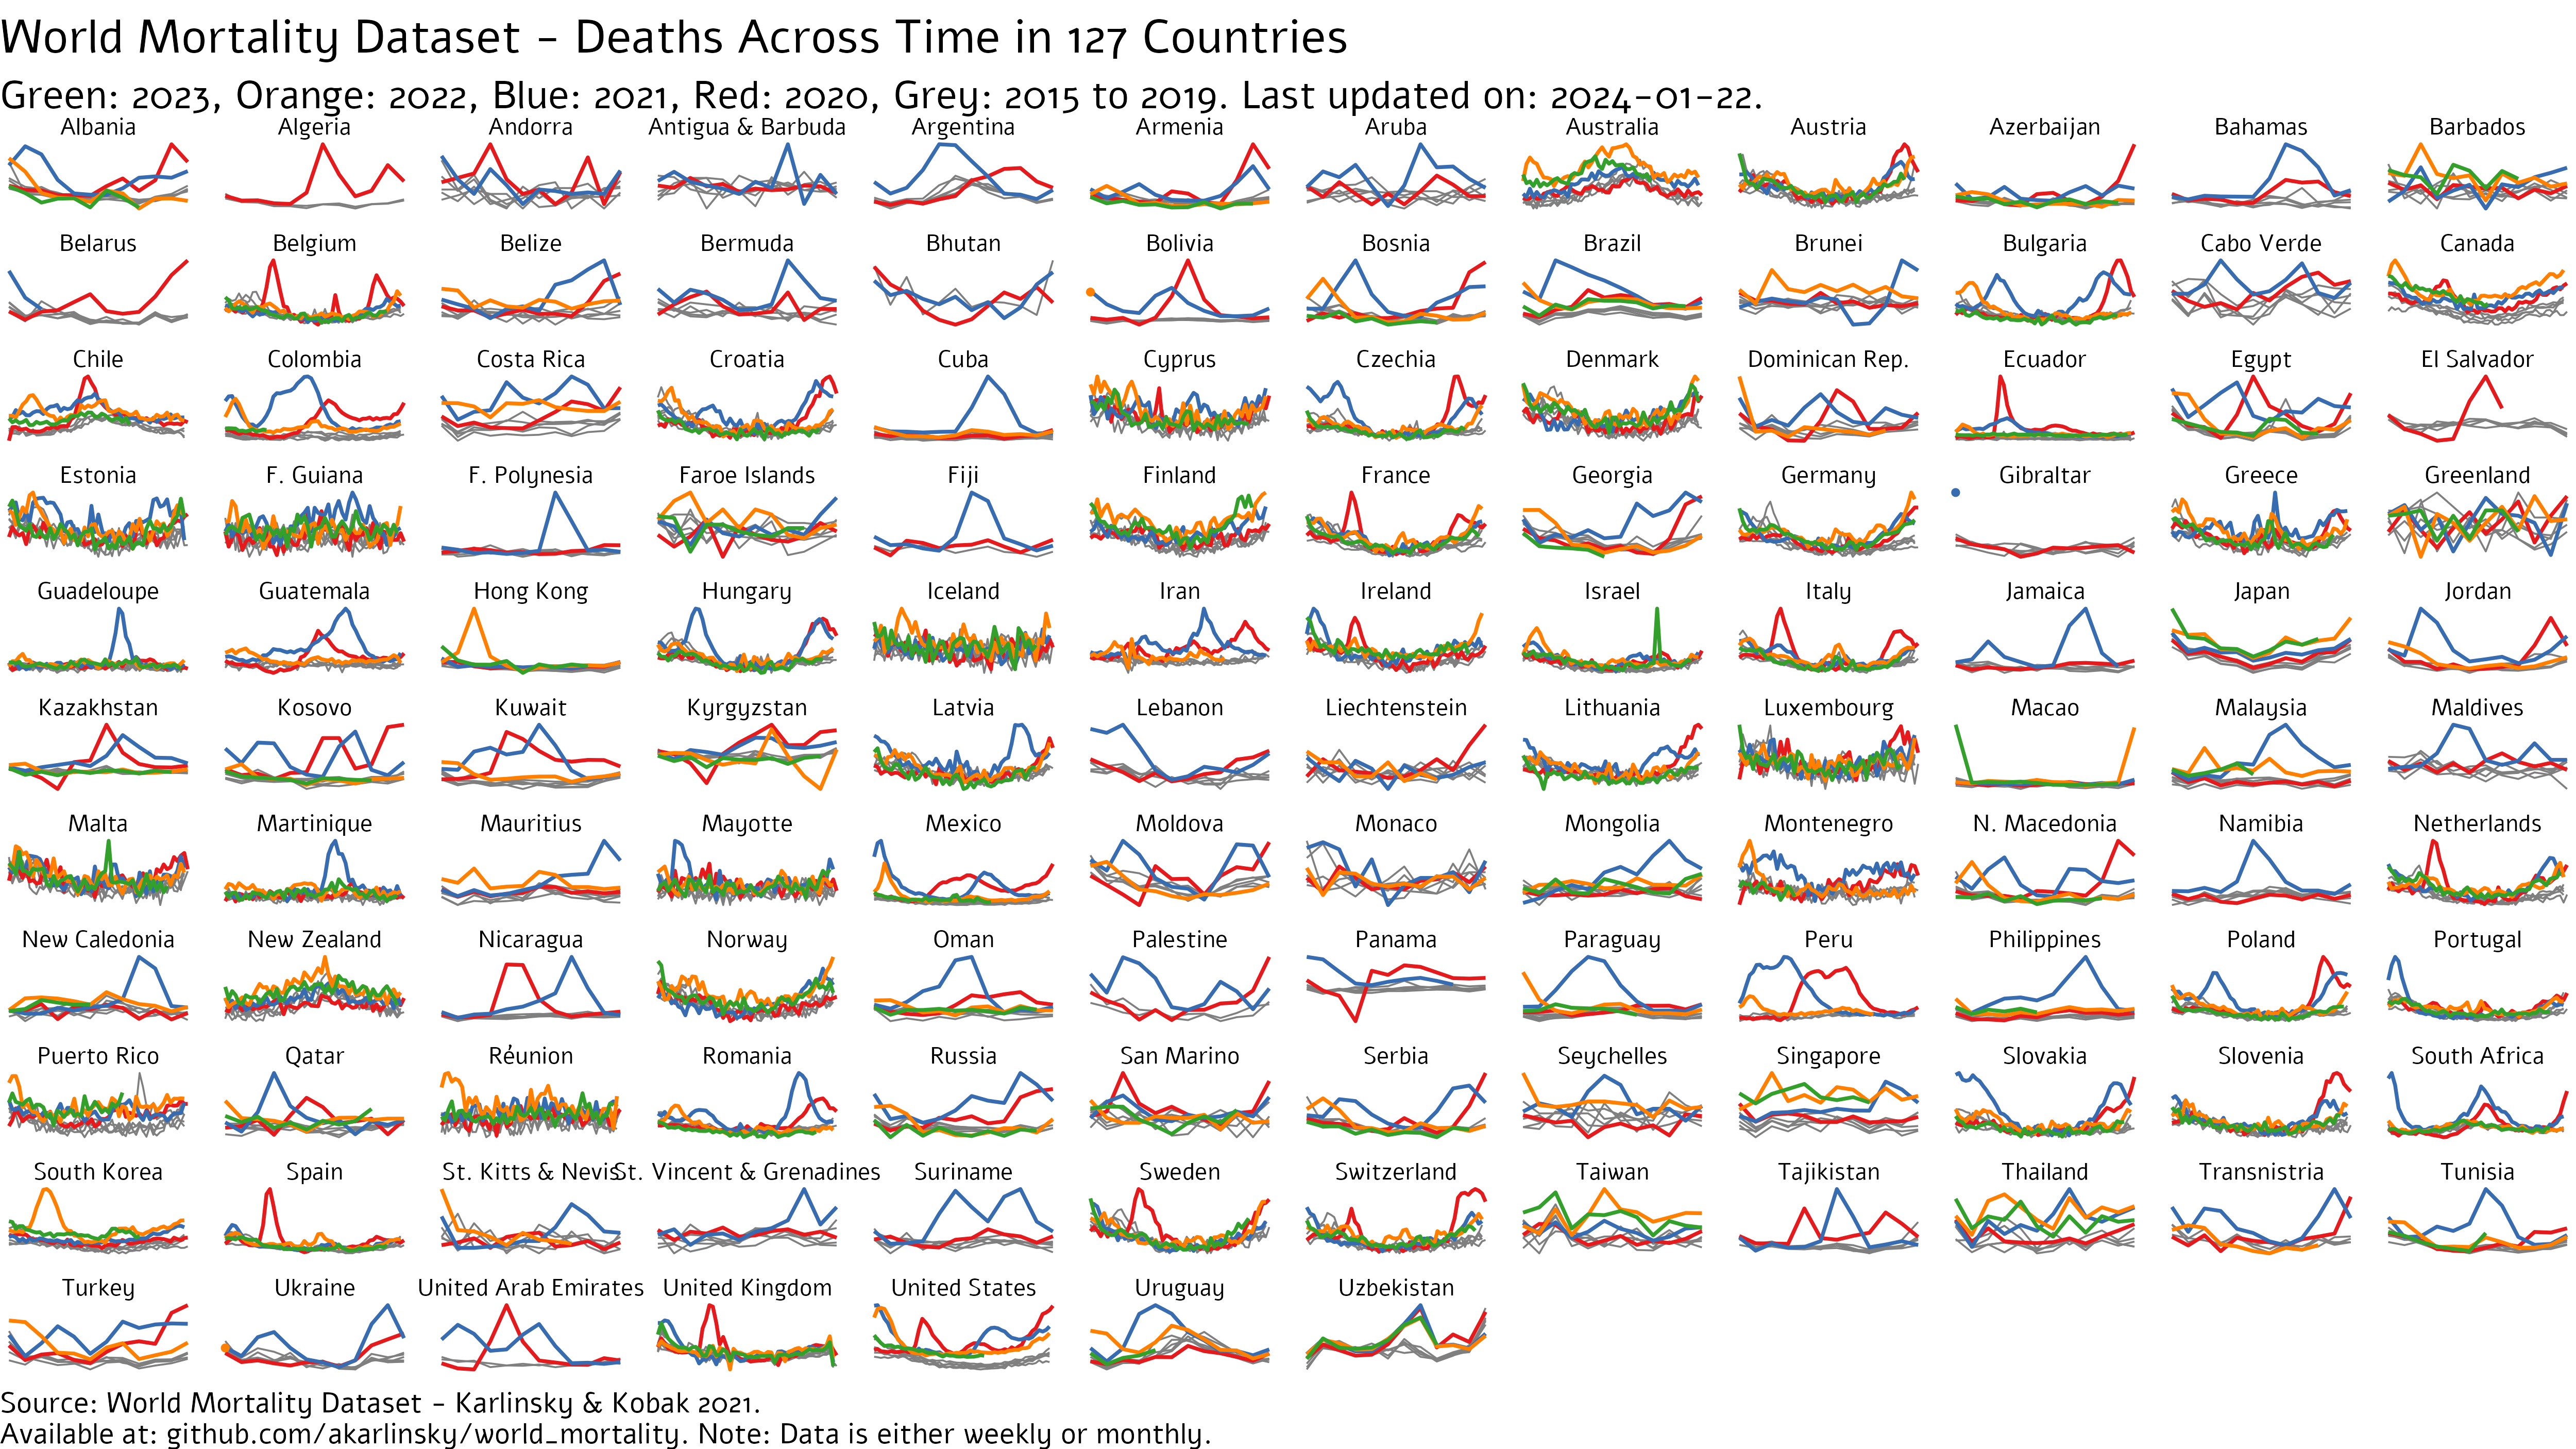 World Mortality Dataset - Deaths Across Time in 127 Countries
Green: 2023, Orange: 2022, Blue: 2021, Red: 2020, Grey: 2015 to 2019. Last updated on: 2024-01-22.
Albania Algeria Andorra Antigua & Barbuda Argentina Armenia Aruba Australia Austria Azerbaijan Bahamas Barbados
Belarus Belgium Belize Bermuda Bhutan Bolivia Bosnia Brazil Brunei Bulgaria Cabo Verde Canada
Chile Colombia Costa Rica Croatia Cuba Cyprus Czechia Denmark Dominican Rep. Ecuador Egypt El Salvador
Estonia F. Guiana F. Polynesia Faroe Islands Fiji Finland France Georgia Germany Gibraltar Greece Greenland
Guadeloupe Guatemala Hong Kong Hungary Iceland Iran Ireland Israel Italy Jamaica Japan Jordan
Kazakhstan Kosovo Kuwait Kyrgyzstan Latvia Lebanon Liechtenstein Lithuania Luxembourg Macao Malaysia Maldives
Malta Martinique Mauritius Mayotte Mexico Moldova Monaco Mongolia Montenegro N. Macedonia Namibia Netherlands
New Caledonia New Zealand Nicaragua Norway Oman Palestine Panama Paraguay Peru Philippines Poland Portugal
Puerto Rico Qatar Réunion Romania Russia San Marino Serbia Seychelles Singapore Slovakia Slovenia South Africa
South Korea Spain St. Kitts & Nevis St. Vincent & Grenadines Suriname Sweden Switzerland Taiwan Tajikistan Thailand Transnistria Tunisia
Turkey Ukraine United Arab Emirates United Kingdom United States Uruguay Uzbekistan
Source: World Mortality Dataset - Karlinsky & Kobak 2021.
Available at: github.com/akarlinsky/world_mortality. Note: Data is either weekly or monthly.